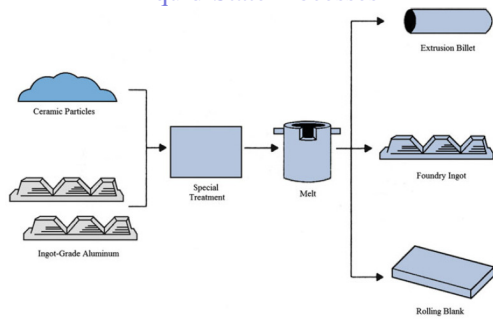 Extrusion Billet
Ceramic Particles
Special
Treatment
Melt
Foundry Ingot
Ingot-Grade Aluminum
Rolling Blank